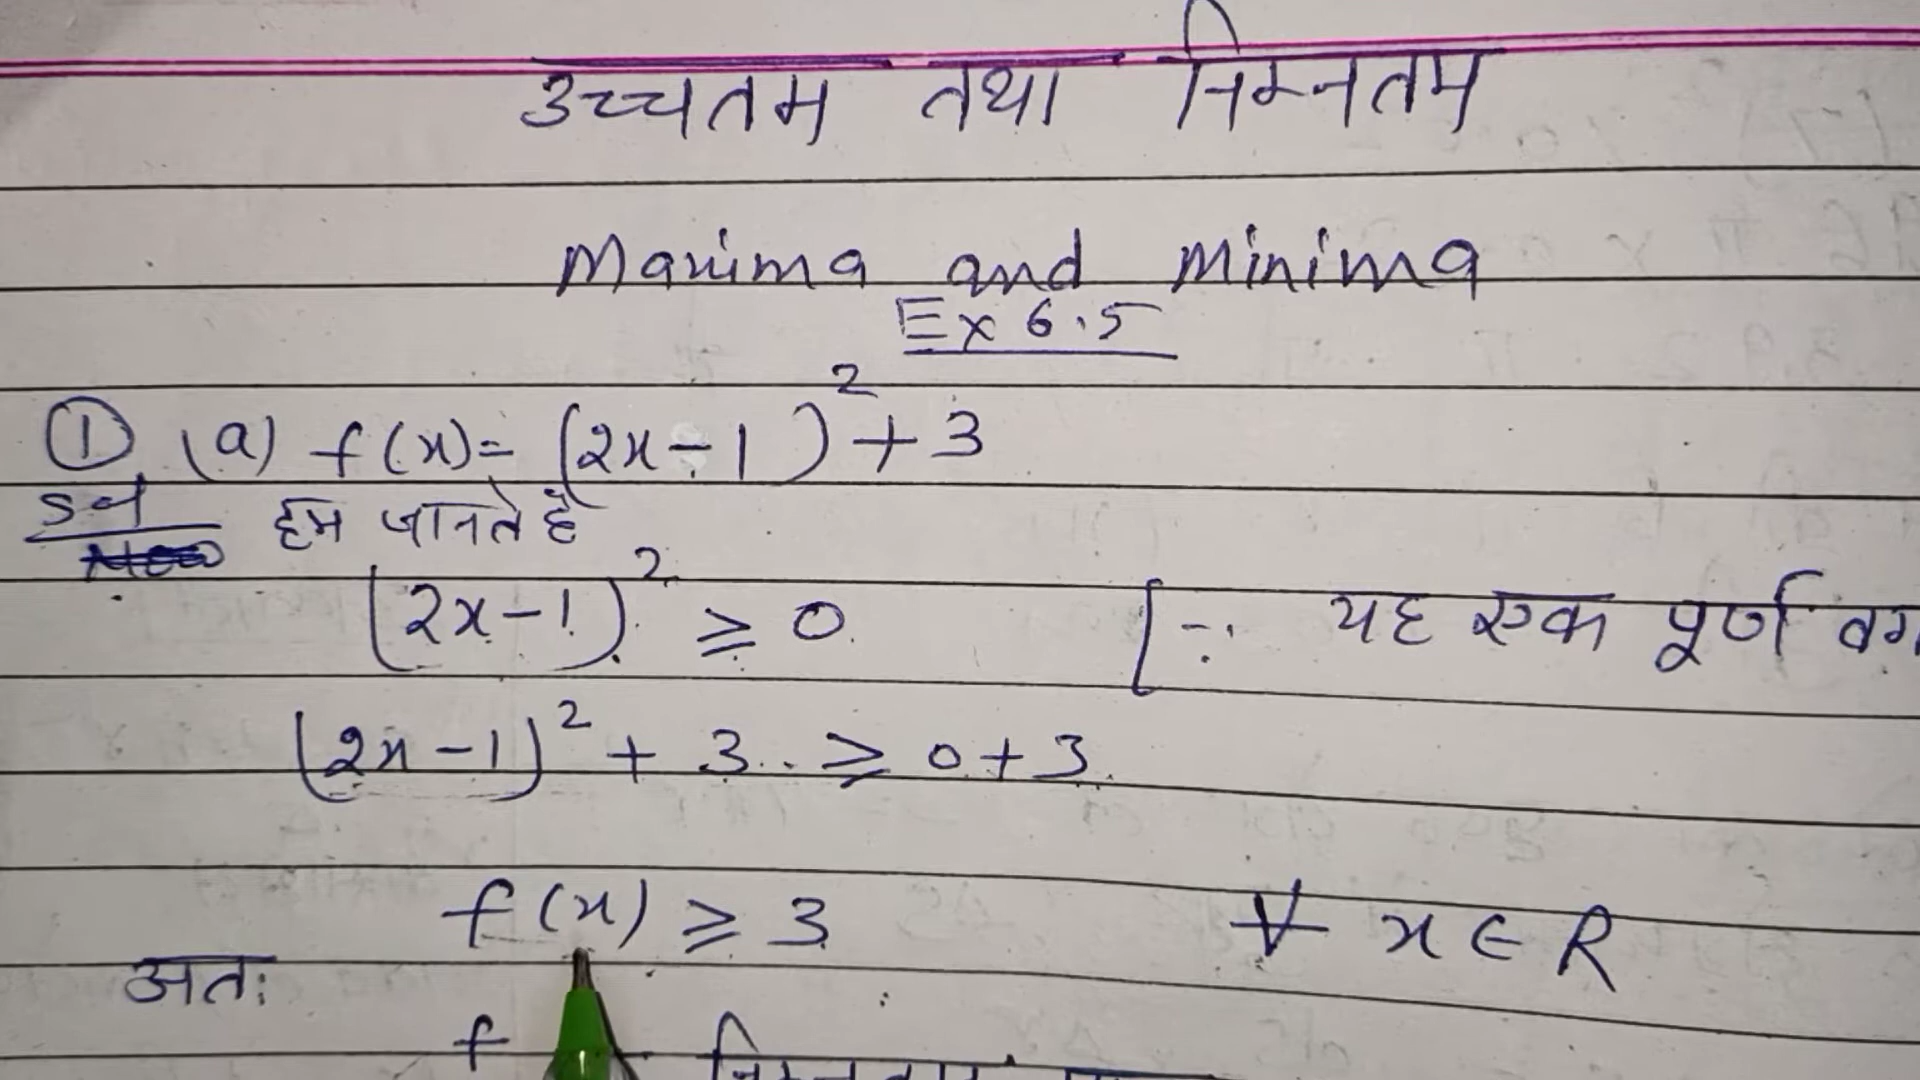 उच्चतम तथा निम्नतम
Maxima and Minima
Ex 6.5
① (a) f(x) = (2x-1)² + 3
Sol हम जानते हैं
(2x-1)² ≥ 0 [∵ यह एक पूर्ण वर्ग
(2x-1)² + 3 ≥ 0+3
f(x) ≥ 3 ∀ x ∈ R
अतः
f